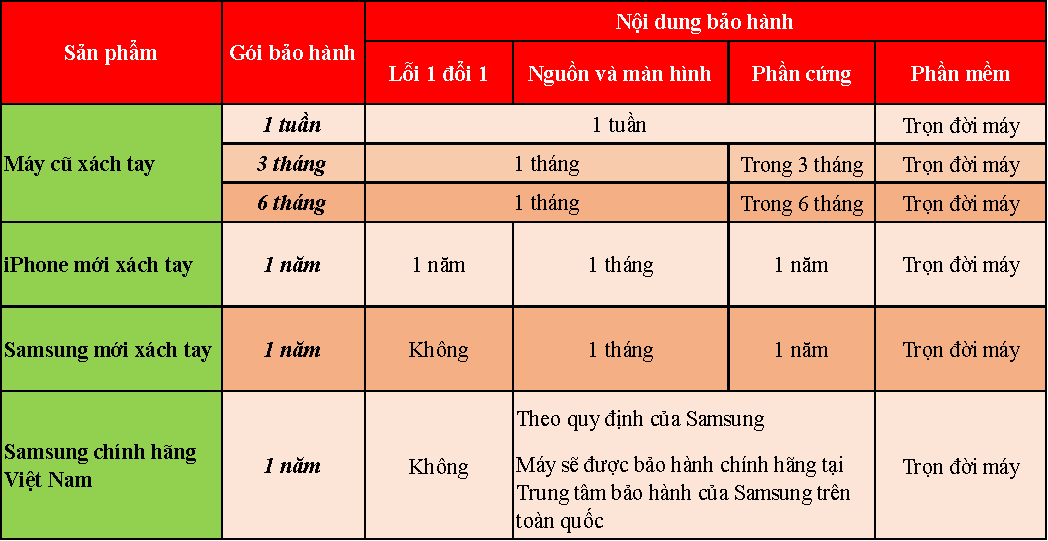 Nội dung bảo hành
Sản phẩm
Gói bảo hành
Lỗi 1 đổi 1
Nguồn và màn hình
Phần cứng
Phần mềm
Máy cũ xách tay
1 tuần
1 tuần
Trọn đời máy
3 tháng
1 tháng
Trong 3 tháng
Trọn đời máy
6 tháng
1 tháng
Trong 6 tháng
Trọn đời máy
iPhone mới xách tay
1 năm
1 năm
1 tháng
1 năm
Trọn đời máy
Samsung mới xách tay
1 năm
Không
1 tháng
1 năm
Trọn đời máy
Samsung chính hãng
Việt Nam
1 năm
Không
Theo quy định của Samsung
Máy sẽ được bảo hành chính hãng tại
Trung tâm bảo hành của Samsung trên
toàn quốc
Trọn đời máy